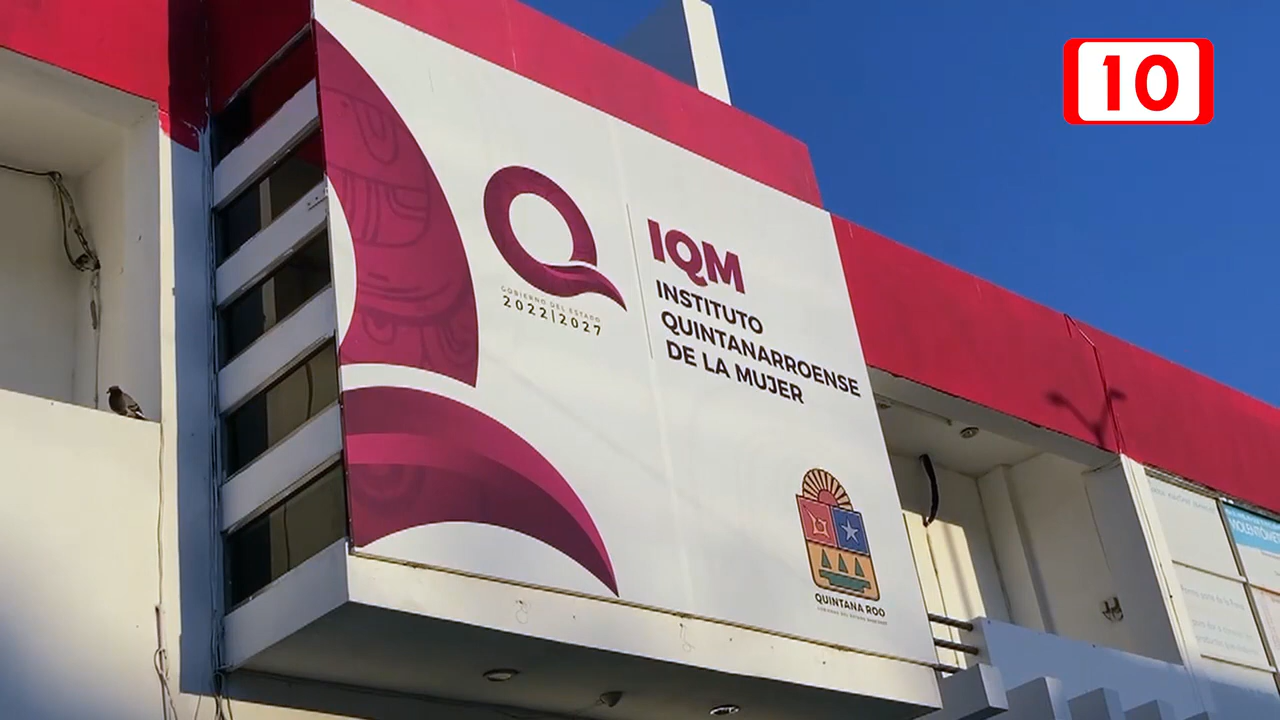 10
IQM
INSTITUTO
QUINTANARROENSE
DE LA MUJER
Q
GOBIERNO DEL ESTADO
2022|2027
QUINTANA ROO